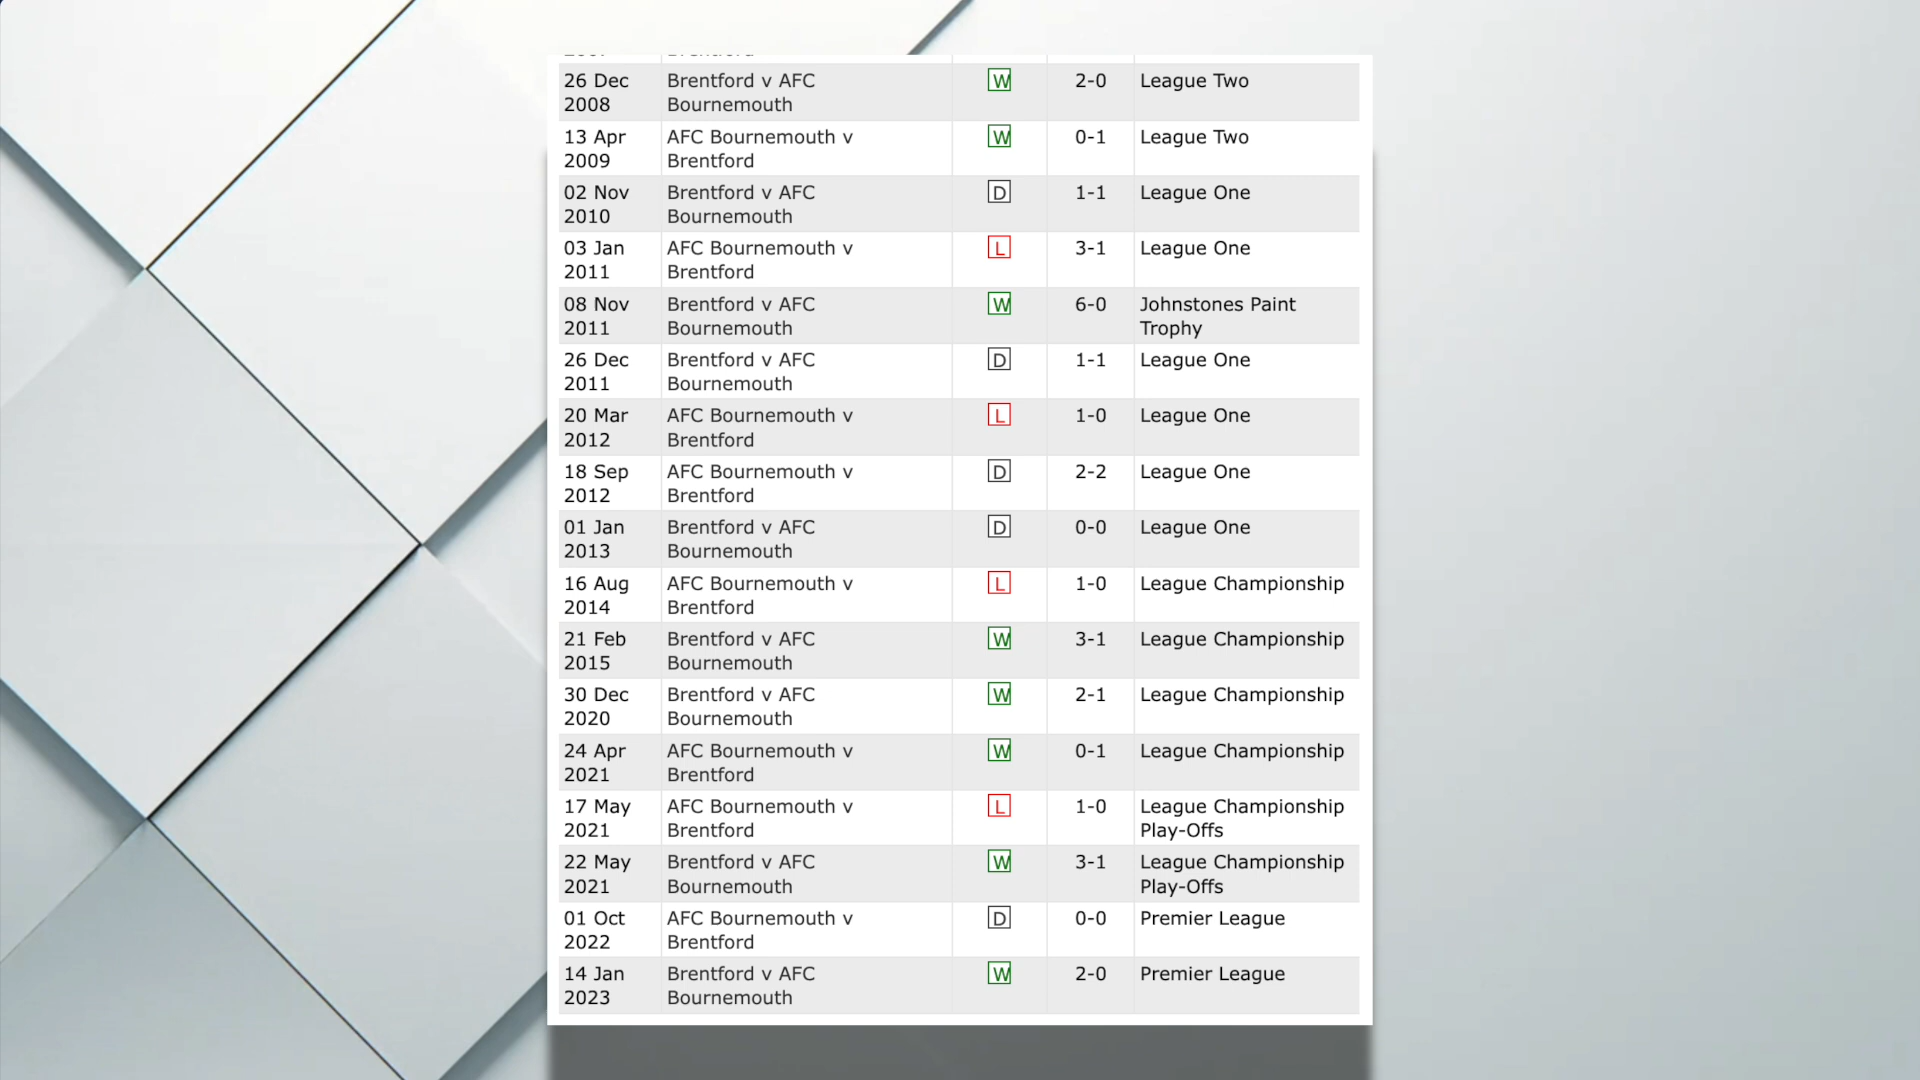 26 Dec
2008
Brentford v AFC
Bournemouth
W
2-0
League Two
13 Apr
2009
AFC Bournemouth v
Brentford
W
0-1
League Two
02 Nov
2010
Brentford v AFC
Bournemouth
D
1-1
League One
03 Jan
2011
AFC Bournemouth v
Brentford
L
3-1
League One
08 Nov
2011
Brentford v AFC
Bournemouth
W
6-0
Johnstones Paint
Trophy
26 Dec
2011
Brentford v AFC
Bournemouth
D
1-1
League One
20 Mar
2012
AFC Bournemouth v
Brentford
L
1-0
League One
18 Sep
2012
AFC Bournemouth v
Brentford
D
2-2
League One
01 Jan
2013
Brentford v AFC
Bournemouth
D
0-0
League One
16 Aug
2014
AFC Bournemouth v
Brentford
L
1-0
League Championship
21 Feb
2015
Brentford v AFC
Bournemouth
W
3-1
League Championship
30 Dec
2020
Brentford v AFC
Bournemouth
W
2-1
League Championship
24 Apr
2021
AFC Bournemouth v
Brentford
W
0-1
League Championship
17 May
2021
AFC Bournemouth v
Brentford
L
1-0
League Championship
Play-Offs
22 May
2021
Brentford v AFC
Bournemouth
W
3-1
League Championship
Play-Offs
01 Oct
2022
AFC Bournemouth v
Brentford
D
0-0
Premier League
14 Jan
2023
Brentford v AFC
Bournemouth
W
2-0
Premier League